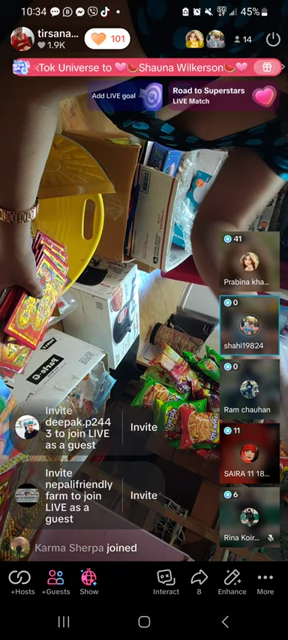 10:34
45%
tirsana...
1.9K
101
14
‹Tok Universe to 🩷🍉Shauna Wilkerson🍉🩷
Add LIVE goal
Road to Superstars
LIVE Match
41
Prabina kha...
0
shahi19824
0
Ram chauhan
Invite
deepak.p244
3 to join LIVE
as a guest
Invite
11
SAIRA 11 18...
Invite
nepalifriendly
farm to join
LIVE as a
guest
Invite
6
Rina Koir...
Karma Sherpa joined
+Hosts
+Guests
Show
Interact
8
Enhance
More